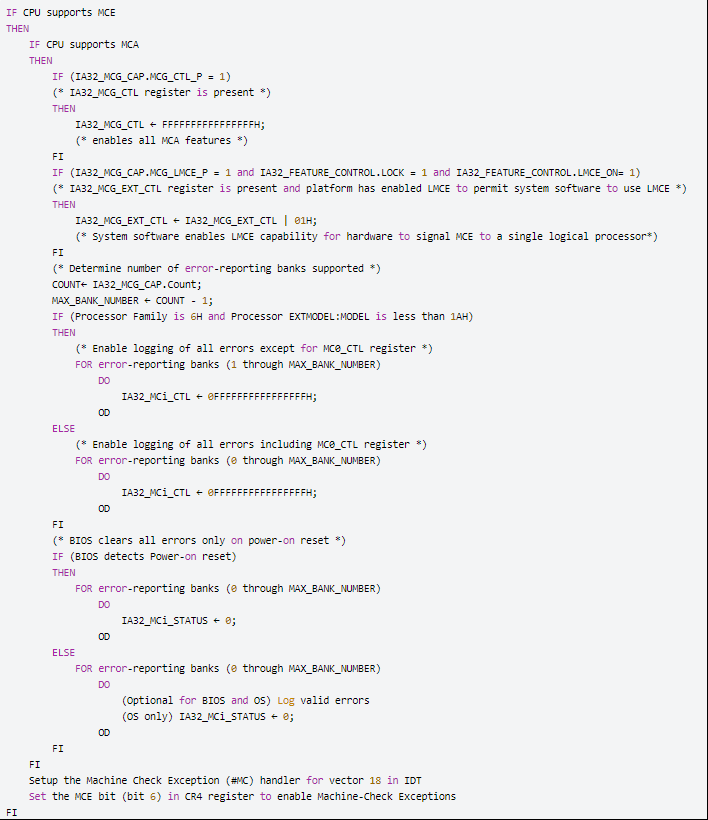 IF CPU supports MCE
THEN
IF CPU supports MCA
THEN
IF (IA32_MCG_CAP.MCG_CTL_P = 1)
(* IA32_MCG_CTL register is present *)
THEN
IA32_MCG_CTL ← FFFFFFFFFFFFFFFFH;
(* enables all MCA features *)
FI
IF (IA32_MCG_CAP.MCG_LMCE_P = 1 and IA32_FEATURE_CONTROL.LOCK = 1 and IA32_FEATURE_CONTROL.LMCE_ON= 1)
(* IA32_MCG_EXT_CTL register is present and platform has enabled LMCE to permit system software to use LMCE *)
THEN
IA32_MCG_EXT_CTL ← IA32_MCG_EXT_CTL | 01H;
(* System software enables LMCE capability for hardware to signal MCE to a single logical processor*)
FI
(* Determine number of error-reporting banks supported *)
COUNT← IA32_MCG_CAP.Count;
MAX_BANK_NUMBER ← COUNT - 1;
IF (Processor Family is 6H and Processor EXTMODEL:MODEL is less than 1AH)
THEN
(* Enable logging of all errors except for MC0_CTL register *)
FOR error-reporting banks (1 through MAX_BANK_NUMBER)
DO
IA32_MCi_CTL ← 0FFFFFFFFFFFFFFFFH;
OD
ELSE
(* Enable logging of all errors including MC0_CTL register *)
FOR error-reporting banks (0 through MAX_BANK_NUMBER)
DO
IA32_MCi_CTL ← 0FFFFFFFFFFFFFFFFH;
OD
FI
(* BIOS clears all errors only on power-on reset *)
IF (BIOS detects Power-on reset)
THEN
FOR error-reporting banks (0 through MAX_BANK_NUMBER)
DO
IA32_MCi_STATUS ← 0;
OD
ELSE
FOR error-reporting banks (0 through MAX_BANK_NUMBER)
DO
(Optional for BIOS and OS) Log valid errors
(OS only) IA32_MCi_STATUS ← 0;
OD
FI
FI
Setup the Machine Check Exception (#MC) handler for vector 18 in IDT
Set the MCE bit (bit 6) in CR4 register to enable Machine-Check Exceptions
FI